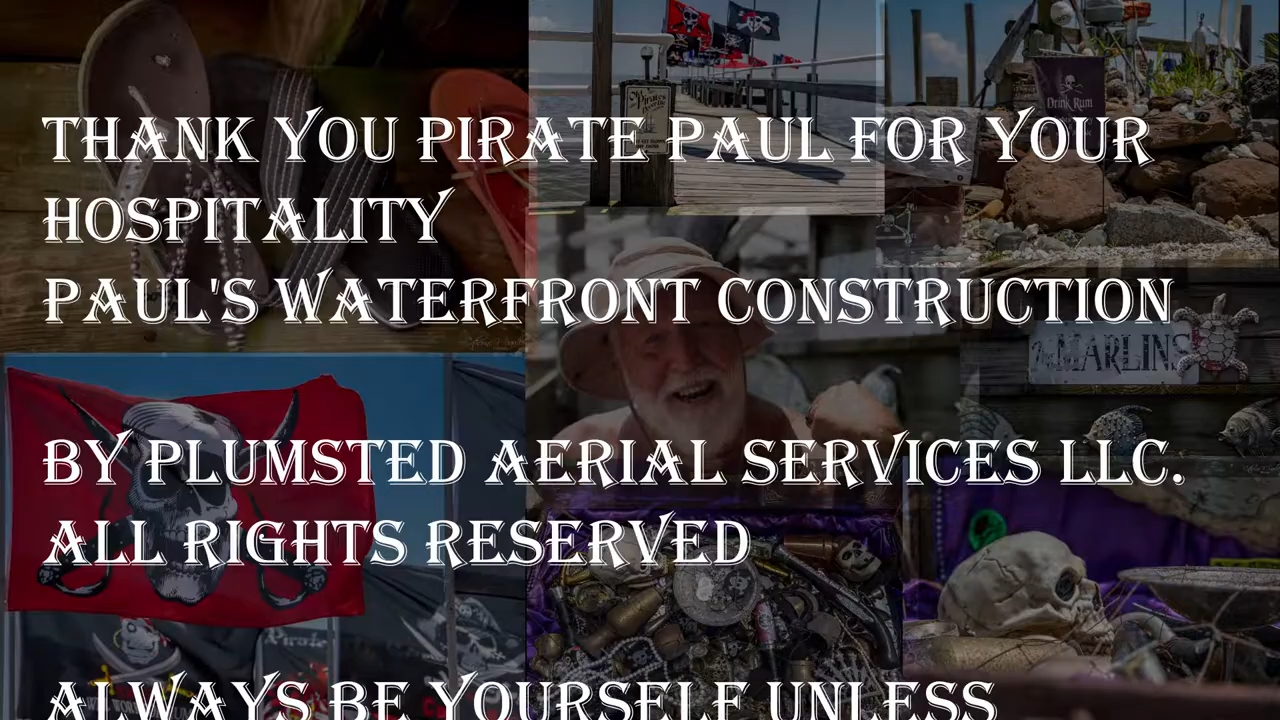 THANK YOU PIRATE PAUL FOR YOUR
HOSPITALITY
PAUL'S WATERFRONT CONSTRUCTION
BY PLUMSTED AERIAL SERVICES LLC.
ALL RIGHTS RESERVED
ALWAYS BE YOURSELF UNLESS
Drink Rum
MARLINS
Pirate